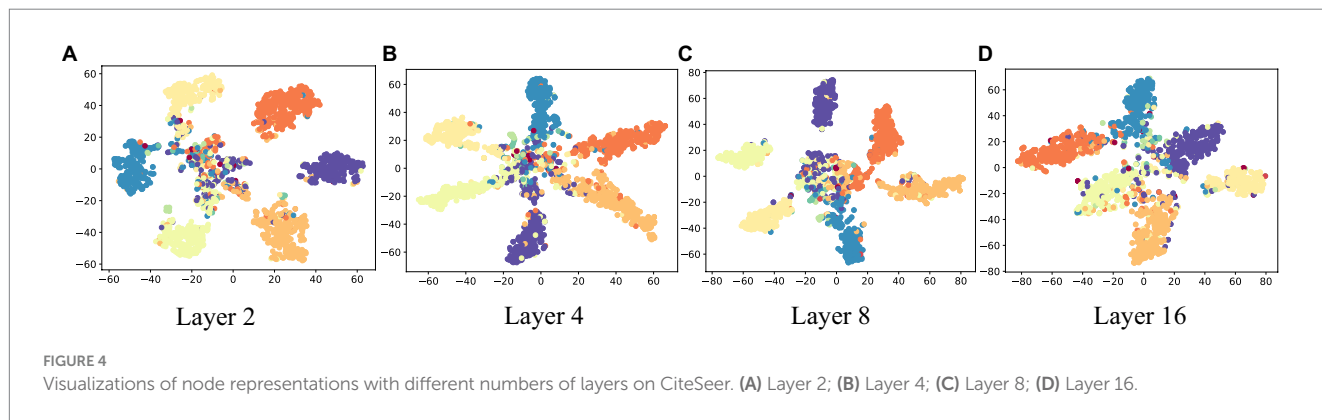 A
60
40
20
0
−20
−40
−60
−60 −40 −20 0 20 40 60
Layer 2
B
60
40
20
0
−20
−40
−60
−60 −40 −20 0 20 40 60
Layer 4
C
80
60
40
20
0
−20
−40
−60
−80 −60 −40 −20 0 20 40 60 80
Layer 8
D
80
60
40
20
0
−20
−40
−60
−80
−80 −60 −40 −20 0 20 40 60 80
Layer 16
FIGURE 4
Visualizations of node representations with different numbers of layers on CiteSeer. (A) Layer 2; (B) Layer 4; (C) Layer 8; (D) Layer 16.